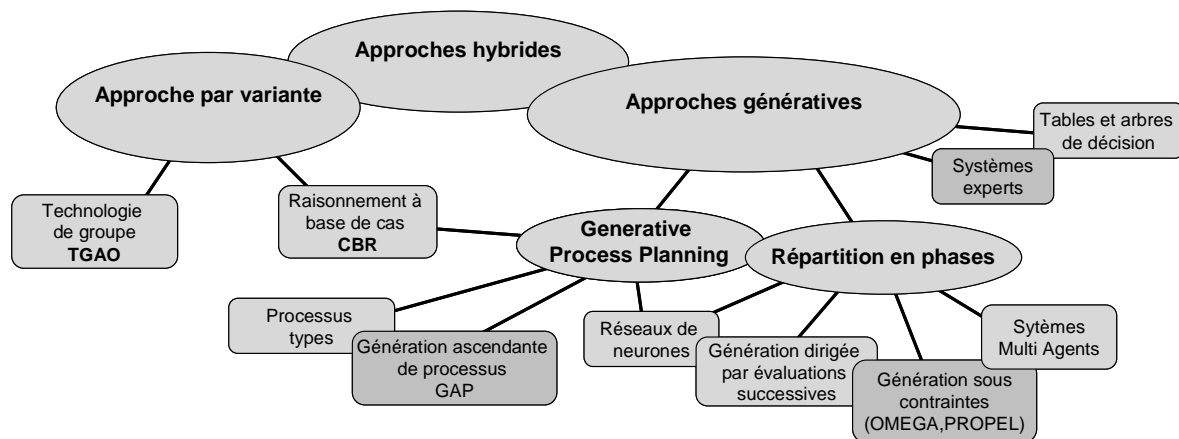 Approches hybrides
Approche par variante
Approches génératives
Tables et arbres
de décision
Systèmes
experts
Technologie
de groupe
TGAO
Raisonnement à
base de cas
CBR
Generative
Process Planning
Répartition en phases
Processus
types
Génération ascendante
de processus
GAP
Réseaux de
neurones
Génération dirigée
par évaluations
successives
Génération sous
contraintes
(OMEGA,PROPEL)
Sytèmes
Multi Agents